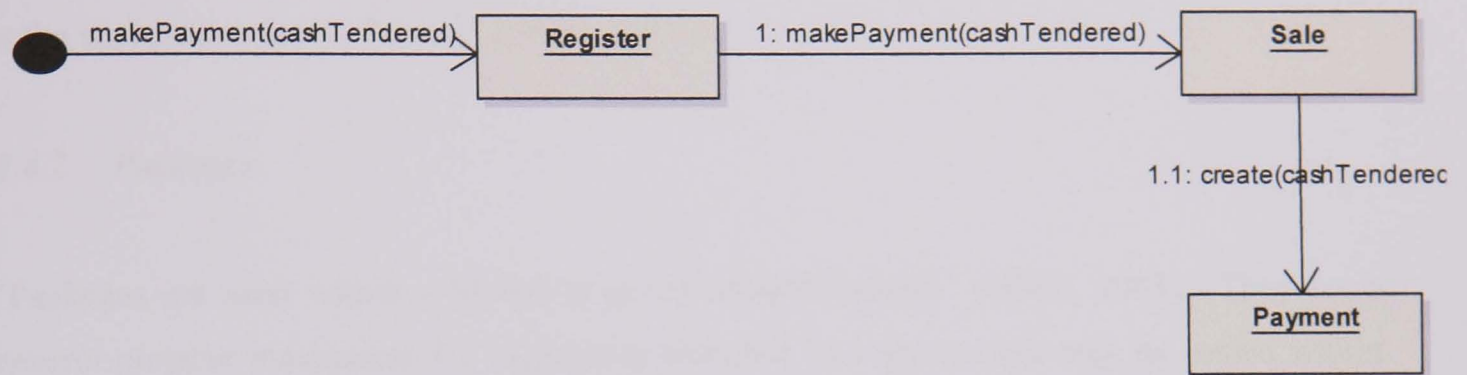 makePayment(cashTendered)
Register
1: makePayment(cashTendered)
Sale
1.1: create(cashTenderec
Payment